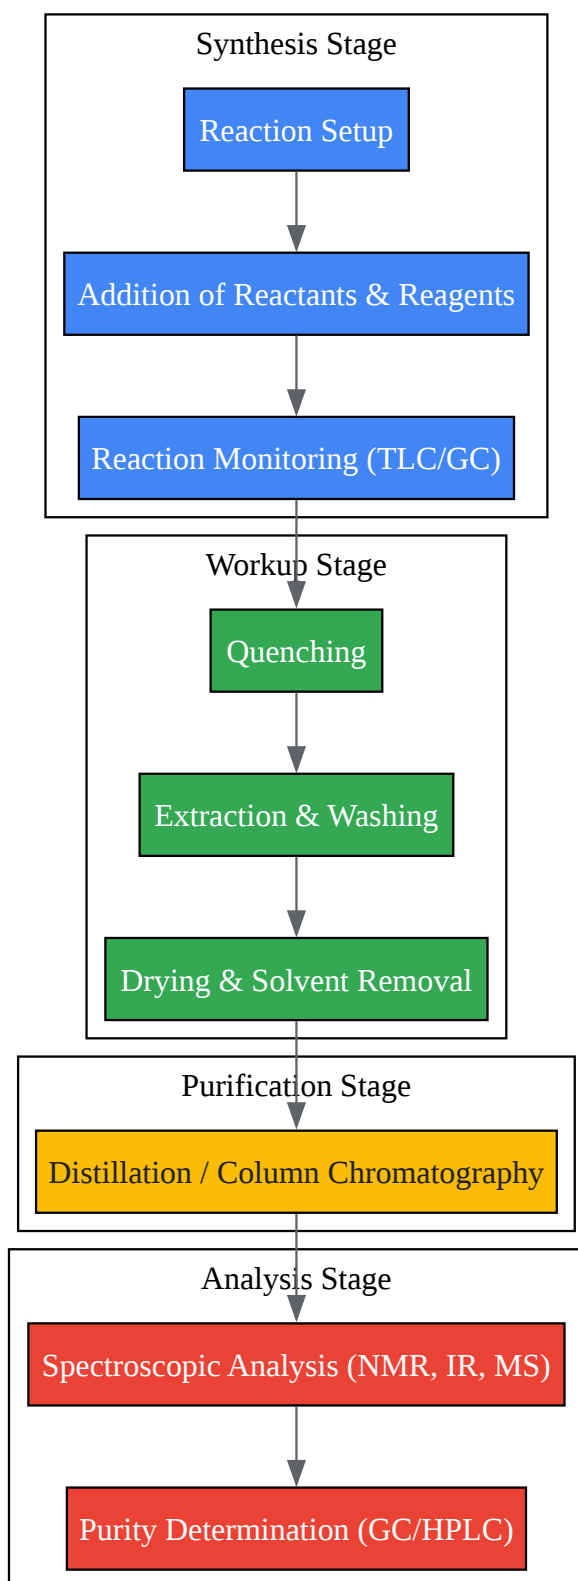 Synthesis Stage
Reaction Setup
Addition of Reactants & Reagents
Reaction Monitoring (TLC/GC)
Workup Stage
Quenching
Extraction & Washing
Drying & Solvent Removal
Purification Stage
Distillation / Column Chromatography
Analysis Stage
Spectroscopic Analysis (NMR, IR, MS)
Purity Determination (GC/HPLC)